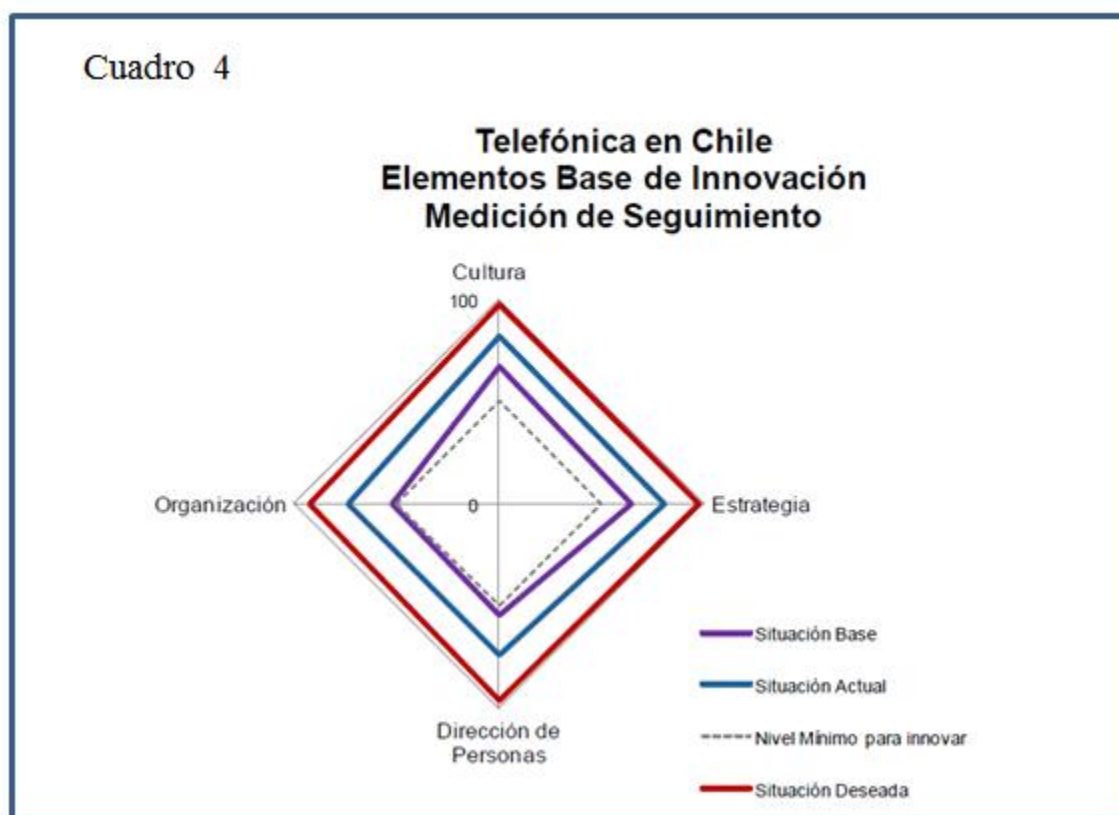 Cuadro 4
Telefónica en Chile
Elementos Base de Innovación
Medición de Seguimiento
Cultura
100
Organización
0
Estrategia
Dirección de
Personas
Situación Base
Situación Actual
Nivel Mínimo para innovar
Situación Deseada